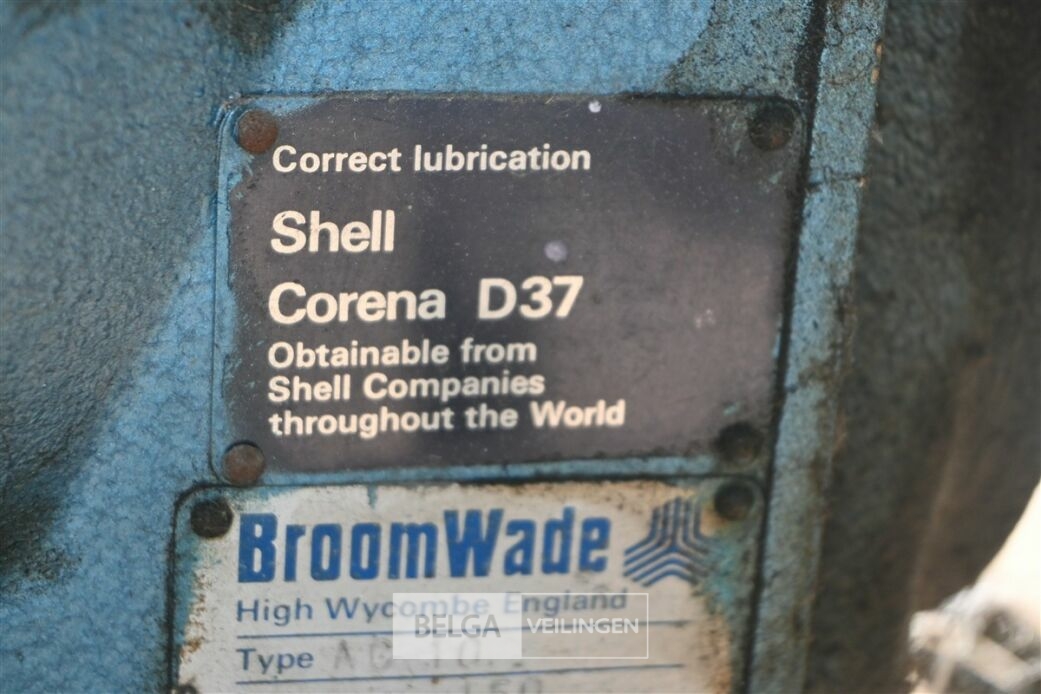 Correct lubrication
Shell
Corena D37
Obtainable from
Shell Companies
throughout the World
BroomWade
High Wycombe England
BELGA VEILINGEN
Type